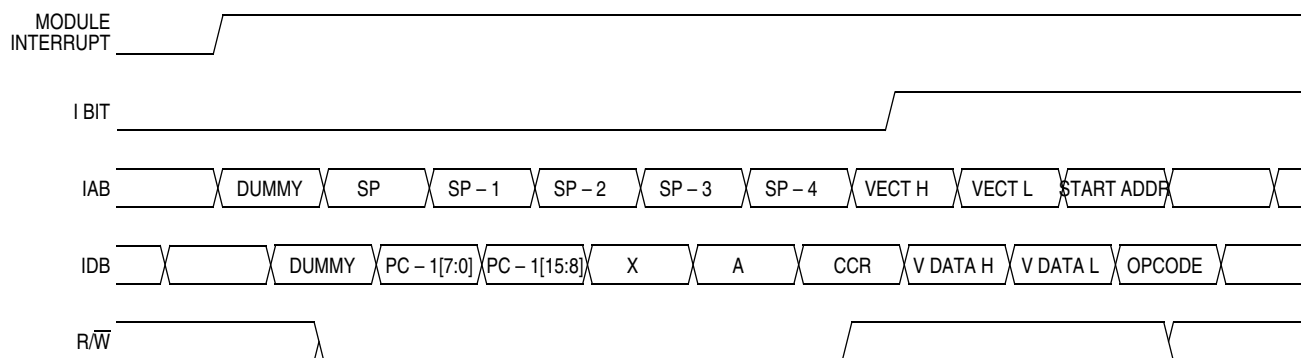 MODULE
INTERRUPT
I BIT
IAB DUMMY SP SP – 1 SP – 2 SP – 3 SP – 4 VECT H VECT L START ADDR
IDB DUMMY PC – 1[7:0] PC – 1[15:8] X A CCR V DATA H V DATA L OPCODE
R/W̅